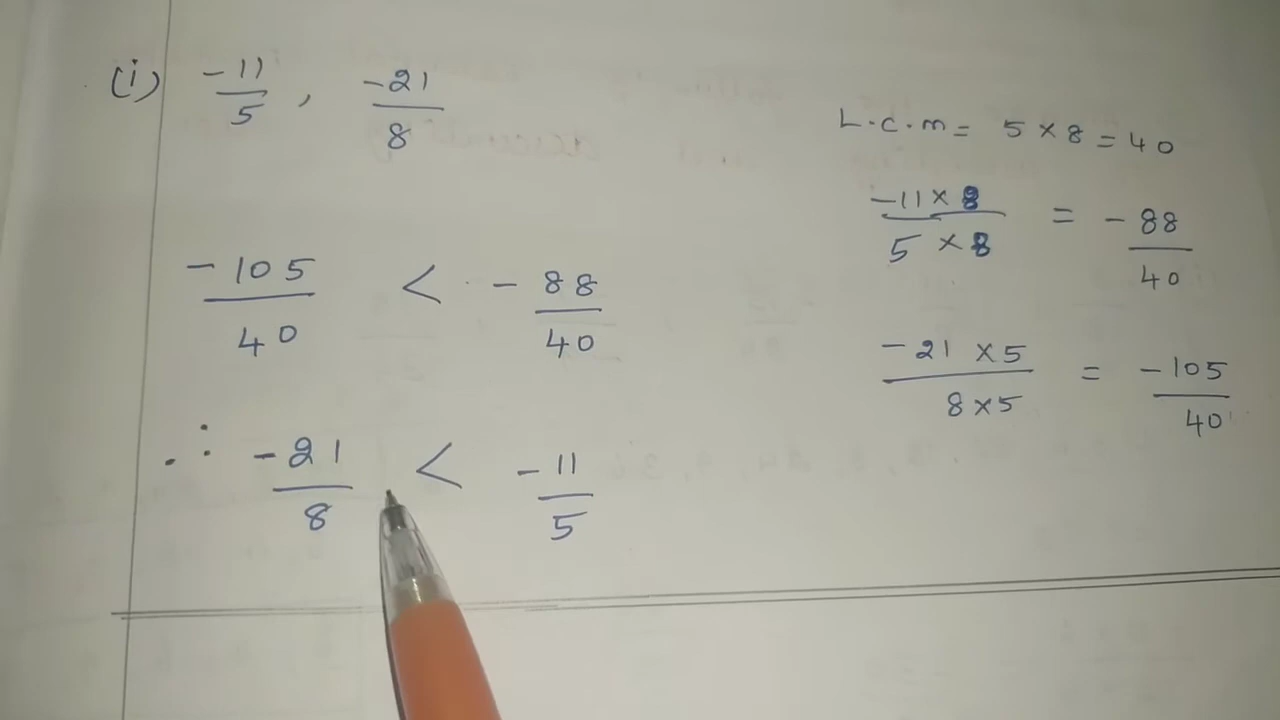 (i) -11/5 , -21/8
L.C.M = 5 × 8 = 40
-11 × 8 / 5 × 8 = -88/40
-105/40 < -88/40
-21 × 5 / 8 × 5 = -105/40
∴ -21/8 < -11/5